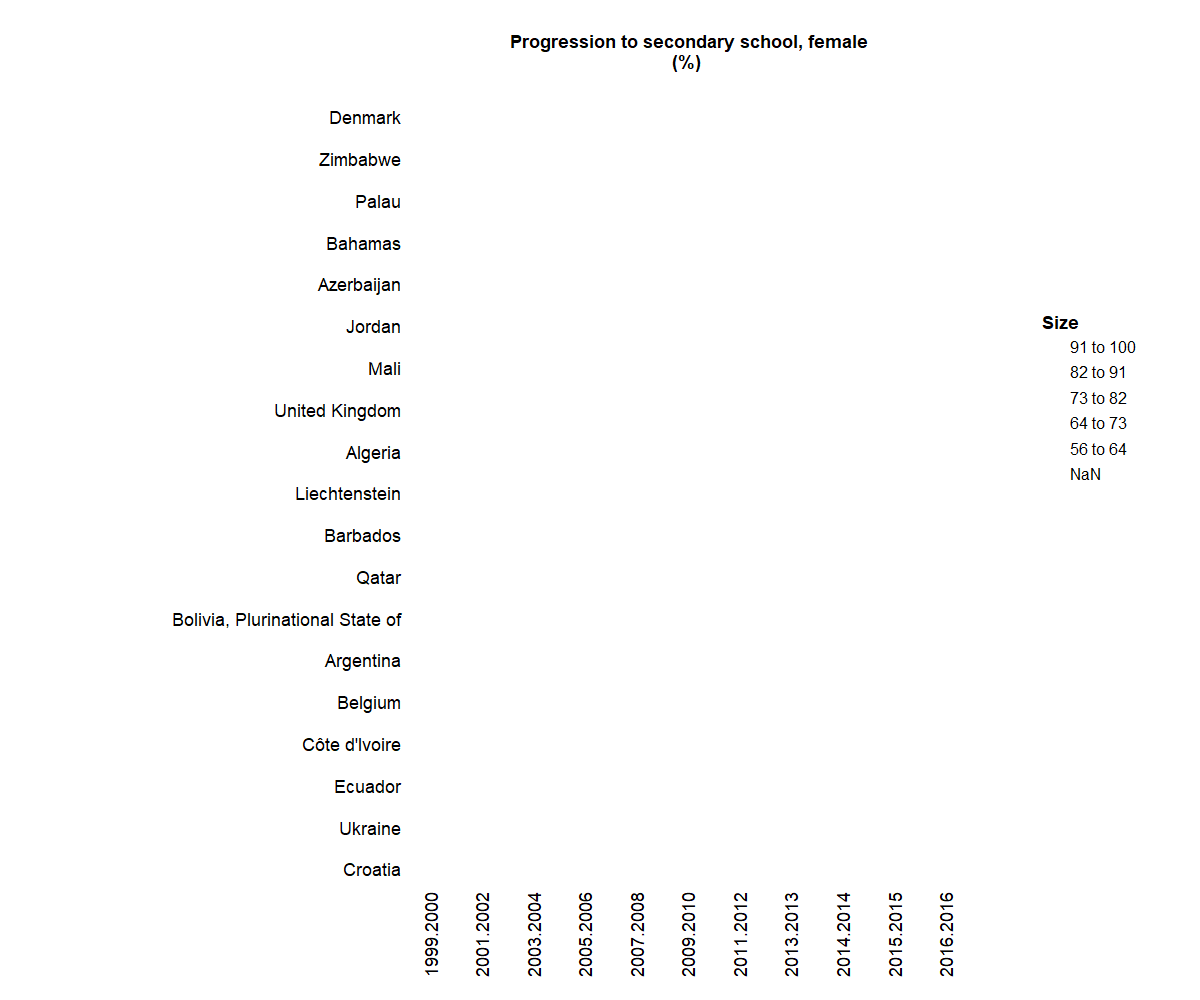 Progression to secondary school, female
(%)
Denmark
Zimbabwe
Palau
Bahamas
Azerbaijan
Jordan
Mali
United Kingdom
Algeria
Liechtenstein
Barbados
Qatar
Bolivia, Plurinational State of
Argentina
Belgium
Côte d'Ivoire
Ecuador
Ukraine
Croatia
1999.2000
2001.2002
2003.2004
2005.2006
2007.2008
2009.2010
2011.2012
2013.2013
2014.2014
2015.2015
2016.2016
Size
91 to 100
82 to 91
73 to 82
64 to 73
56 to 64
NaN